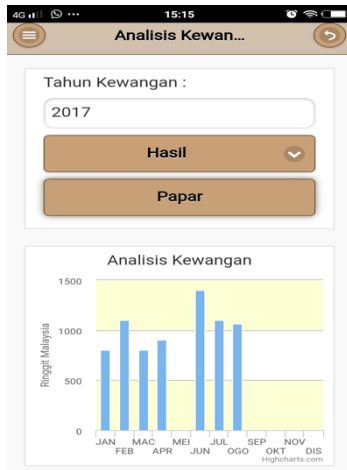 4G ... 15:15
Analisis Kewan...
Tahun Kewangan :
2017
Hasil
Papar
Analisis Kewangan
1500
1000
500
0
Ringgit Malaysia
JAN MAC MEI JUL SEP NOV
FEB APR JUN OGO OKT DIS
Highcharts.com